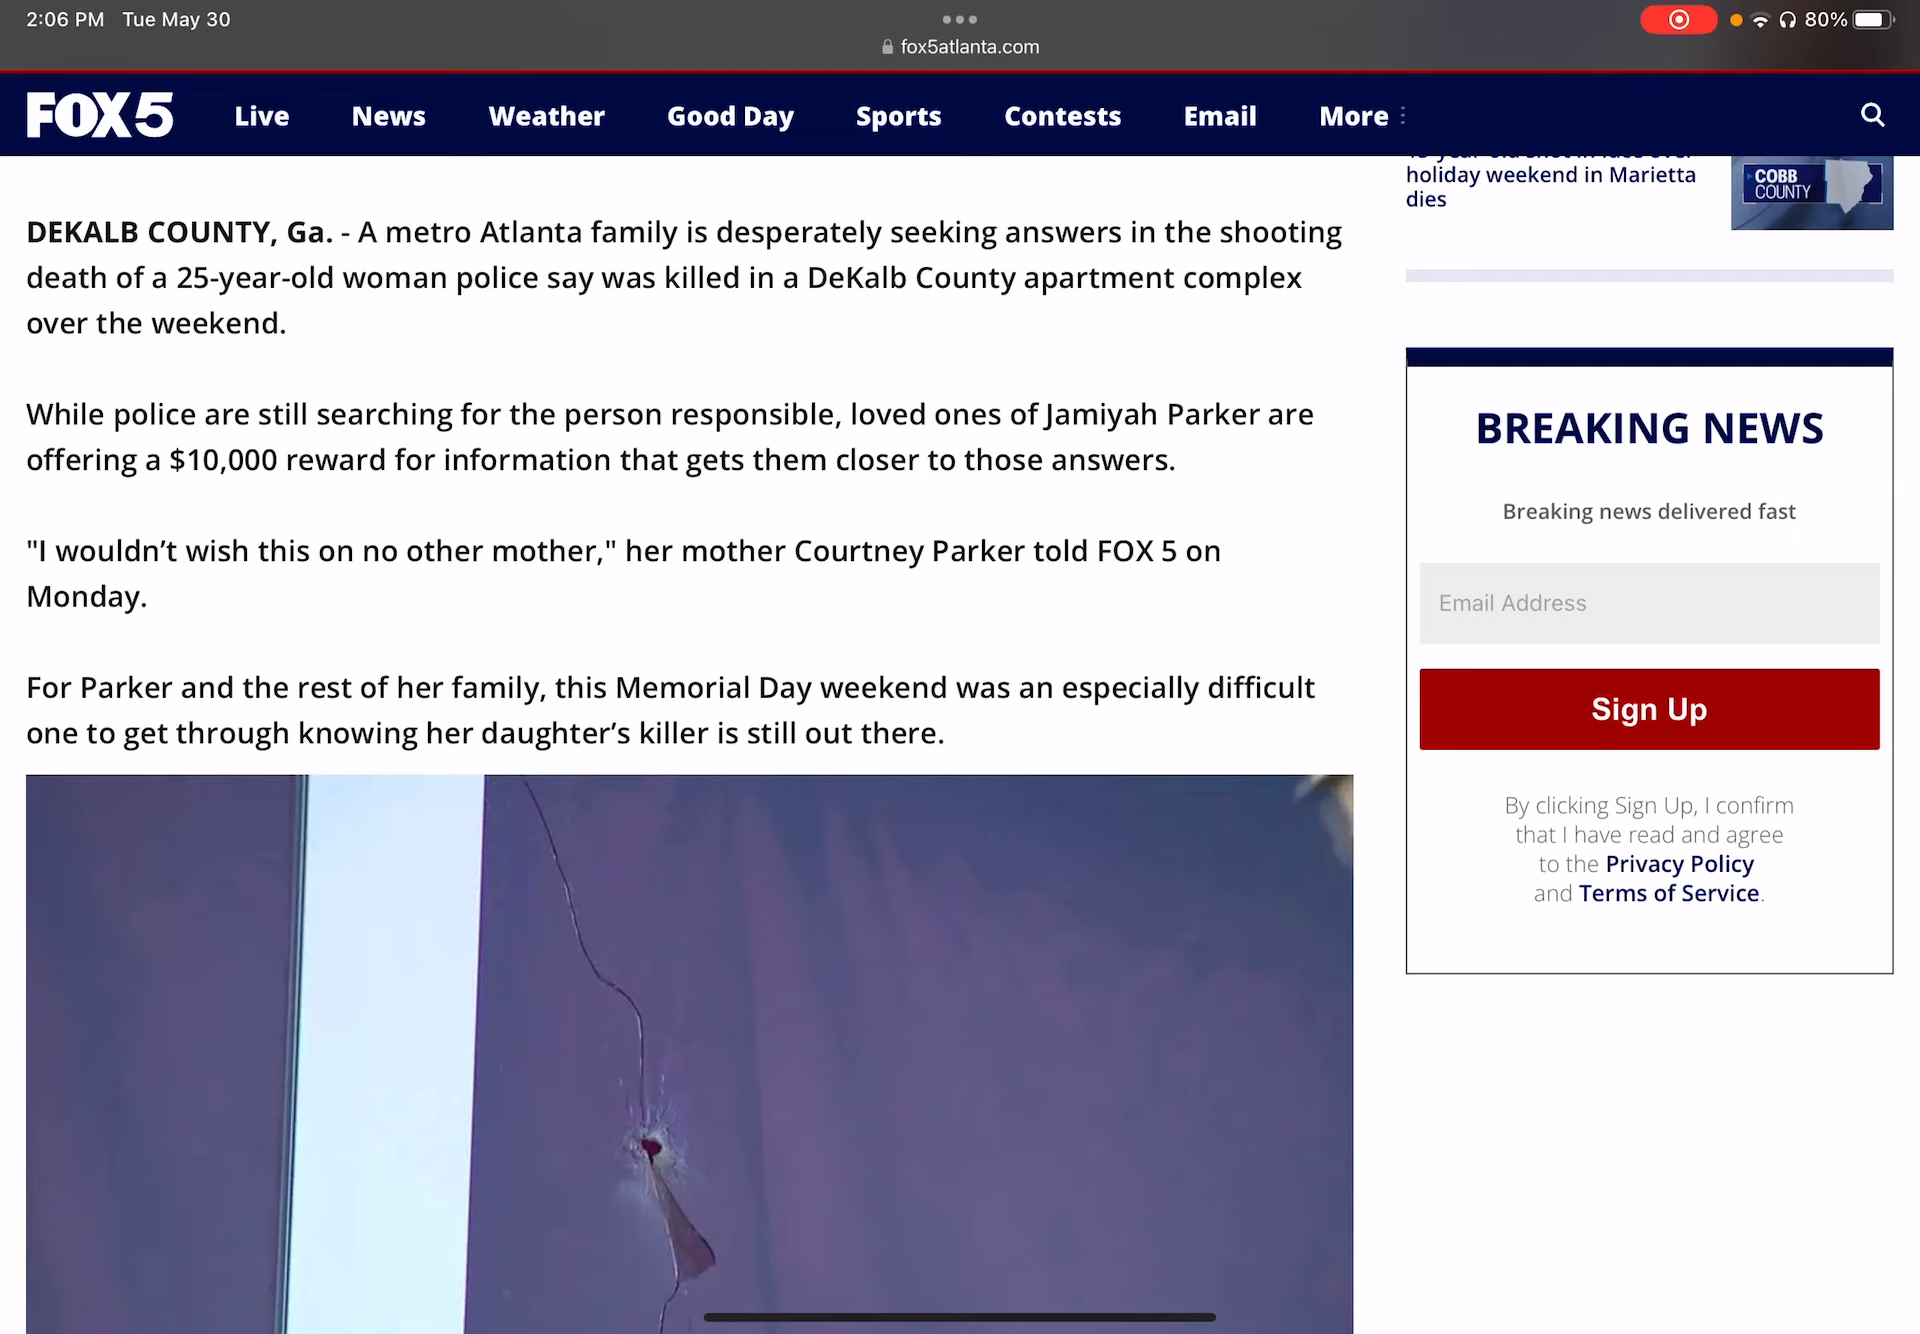 2:06 PM Tue May 30
80%
fox5atlanta.com
FOX 5 Live News Weather Good Day Sports Contests Email More
holiday weekend in Marietta
dies
COBB
COUNTY
DEKALB COUNTY, Ga. - A metro Atlanta family is desperately seeking answers in the shooting
death of a 25-year-old woman police say was killed in a DeKalb County apartment complex
over the weekend.
While police are still searching for the person responsible, loved ones of Jamiyah Parker are
offering a $10,000 reward for information that gets them closer to those answers.
"I wouldn’t wish this on no other mother," her mother Courtney Parker told FOX 5 on
Monday.
For Parker and the rest of her family, this Memorial Day weekend was an especially difficult
one to get through knowing her daughter’s killer is still out there.
BREAKING NEWS
Breaking news delivered fast
Email Address
Sign Up
By clicking Sign Up, I confirm
that I have read and agree
to the Privacy Policy
and Terms of Service.